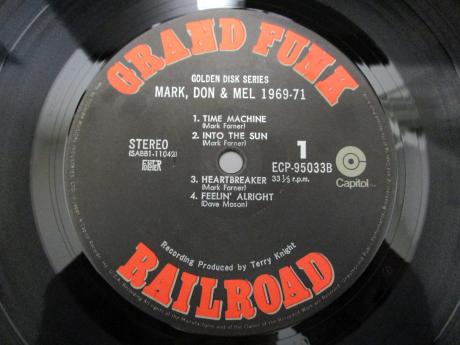 GRAND FUNK
GOLDEN DISK SERIES
MARK, DON & MEL 1969-71
1. TIME MACHINE
(Mark Farner)
2. INTO THE SUN
(Mark Farner)
STEREO
(SABB1-11042)
1
ECP-95033B
33 1/3 r.p.m.
Capitol
3. HEARTBREAKER
(Mark Farner)
4. FEELIN' ALRIGHT
(Dave Mason)
Recording Produced by Terry Knight
RAILROAD